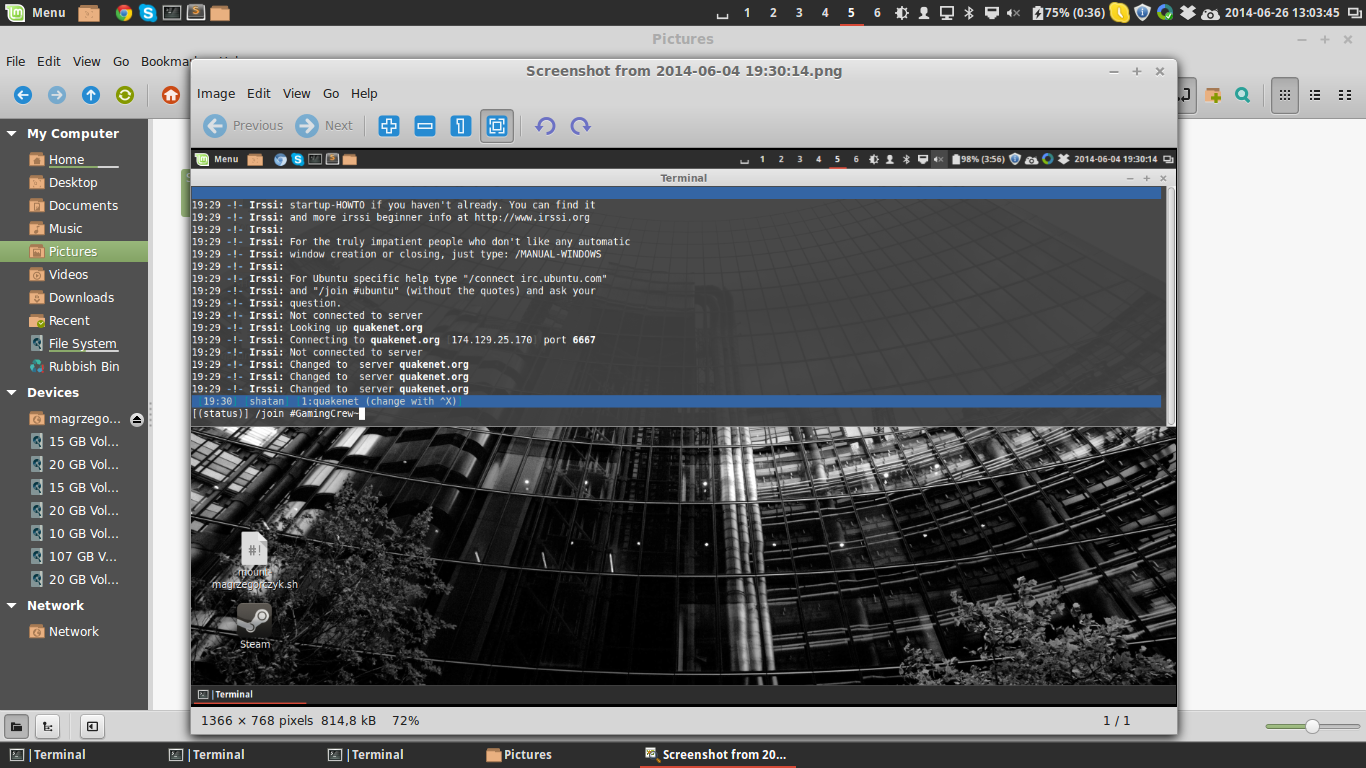 Menu 1 2 3 4 5 6 75% (0:36) 2014-06-26 13:03:45
Pictures
File Edit View Go Bookma
Screenshot from 2014-06-04 19:30:14.png
Image Edit View Go Help
Previous Next
My Computer
Home
Desktop
Documents
Music
Pictures
Videos
Downloads
Recent
File System
Rubbish Bin
Devices
magrzego...
15 GB Vol...
20 GB Vol...
15 GB Vol...
20 GB Vol...
10 GB Vol...
107 GB V...
20 GB Vol...
Network
Network
Menu 1 2 3 4 5 6 98% (3:56) 2014-06-04 19:30:14
Terminal
19:29 -!- Irssi: startup-HOWTO if you haven't already. You can find it
19:29 -!- Irssi: and more irssi beginner info at http://www.irssi.org
19:29 -!- Irssi:
19:29 -!- Irssi: For the truly impatient people who don't like any automatic
19:29 -!- Irssi: window creation or closing, just type: /MANUAL-WINDOWS
19:29 -!- Irssi:
19:29 -!- Irssi: For Ubuntu specific help type "/connect irc.ubuntu.com"
19:29 -!- Irssi: and "/join #ubuntu" (without the quotes) and ask your
19:29 -!- Irssi: question.
19:29 -!- Irssi: Not connected to server
19:29 -!- Irssi: Looking up quakenet.org
19:29 -!- Irssi: Connecting to quakenet.org [174.129.25.170] port 6667
19:29 -!- Irssi: Not connected to server
19:29 -!- Irssi: Changed to  server quakenet.org
19:29 -!- Irssi: Changed to  server quakenet.org
19:29 -!- Irssi: Changed to  server quakenet.org
[19:30] [shatan] [1:quakenet (change with ^X)]
[(status)] /join #GamingCrew~
#!
mount-
magrzegorczyk.sh
Steam
|Terminal
1366 × 768 pixels 814,8 kB 72%
1 / 1
|Terminal |Terminal |Terminal Pictures Screenshot from 20...